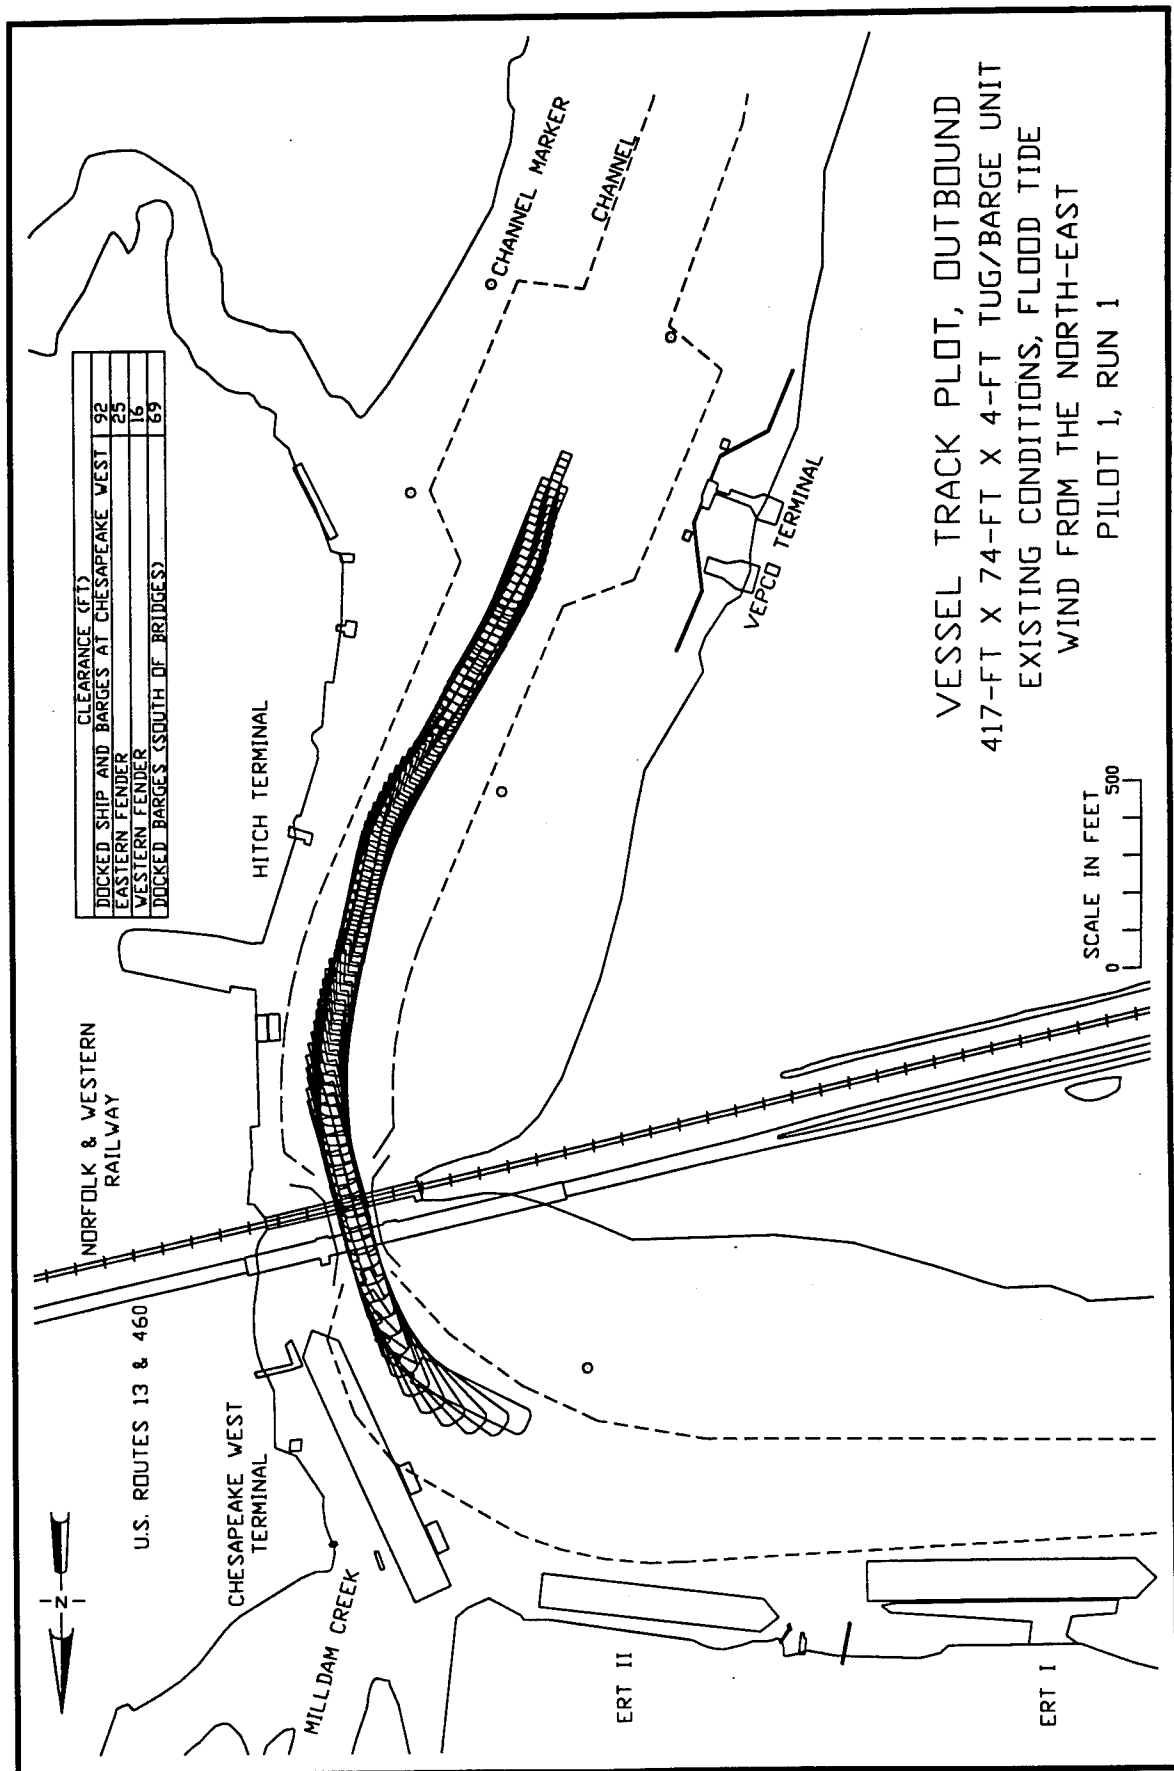 CLEARANCE (FT)
DOCKED SHIP AND BARGES AT CHESAPEAKE WEST 92
EASTERN FENDER 25
WESTERN FENDER 16
DOCKED BARGES (SOUTH OF BRIDGES) 69
N
U.S. ROUTES 13 & 460
NORFOLK & WESTERN
RAILWAY
CHESAPEAKE WEST
TERMINAL
HITCH TERMINAL
MILLDAM CREEK
CHANNEL MARKER
CHANNEL
VEPCO TERMINAL
ERT II
ERT I
SCALE IN FEET
0 500
VESSEL TRACK PLOT, OUTBOUND
417-FT X 74-FT X 4-FT TUG/BARGE UNIT
EXISTING CONDITIONS, FLOOD TIDE
WIND FROM THE NORTH-EAST
PILOT 1, RUN 1